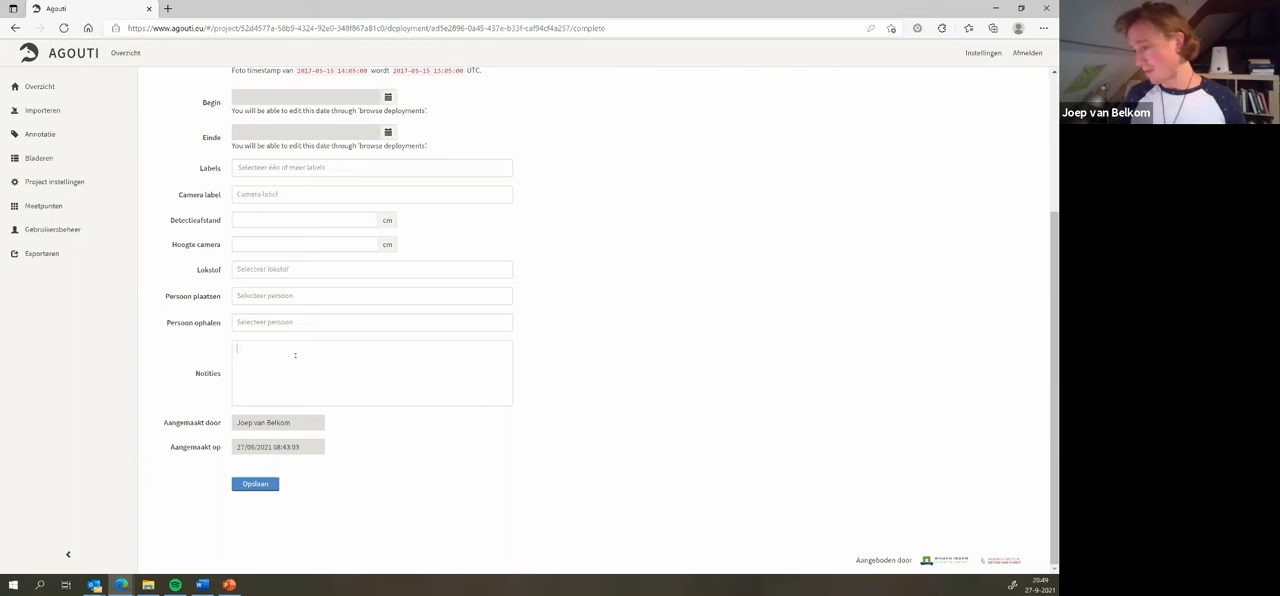 Agouti
https://www.agouti.eu/#/project/52d4577a-58b9-4324-92e0-348f867a81c0/deployment/ad5e2896-0a45-437e-b33f-caf94cf4a257/complete
AGOUTI
Overzicht
Instellingen
Afmelden
Overzicht
Importeren
Annotatie
Bladeren
Project instellingen
Meetpunten
Gebruikersbeheer
Exporteren
Foto timestamp van 2017-05-15 14:05:00 wordt 2017-05-15 13:05:00 UTC.
Begin
You will be able to edit this date through 'browse deployments'.
Einde
You will be able to edit this date through 'browse deployments'.
Labels Selecteer één of meer labels
Camera label Camera label
Detectieafstand cm
Hoogte camera cm
Lokstof Selecteer lokstof
Persoon plaatsen Selecteer persoon
Persoon ophalen Selecteer persoon
Notities
Aangemaakt door Joep van Belkom
Aangemaakt op 27/09/2021 08:43:03
Opslaan
Aangeboden door
Joep van Belkom
20:49
27-9-2021